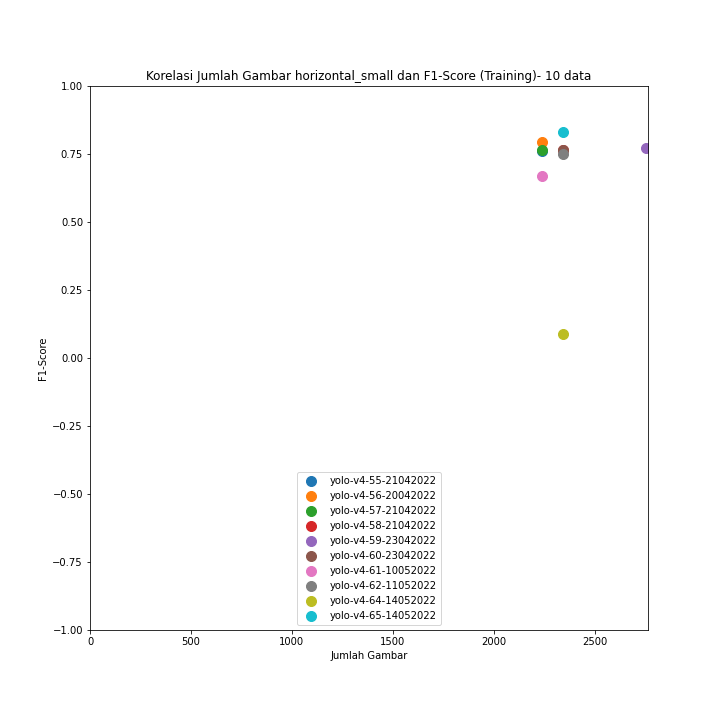 Korelasi Jumlah Gambar horizontal_small dan F1-Score (Training)- 10 data
1.00
0.75
0.50
0.25
0.00
−0.25
−0.50
−0.75
−1.00
F1-Score
yolo-v4-55-21042022
yolo-v4-56-20042022
yolo-v4-57-21042022
yolo-v4-58-21042022
yolo-v4-59-23042022
yolo-v4-60-23042022
yolo-v4-61-10052022
yolo-v4-62-11052022
yolo-v4-64-14052022
yolo-v4-65-14052022
0 500 1000 1500 2000 2500
Jumlah Gambar